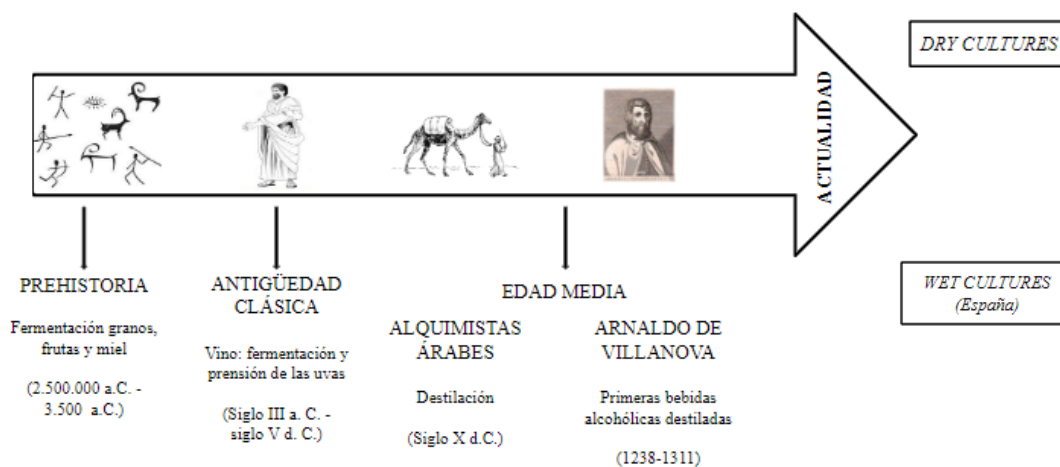 DRY CULTURES
ACTUALIDAD
WET CULTURES
(España)
PREHISTORIA
Fermentación granos,
frutas y miel
(2.500.000 a.C. -
3.500 a.C.)
ANTIGÜEDAD
CLÁSICA
Vino: fermentación y
prensión de las uvas
(Siglo III a. C. -
siglo V d. C.)
EDAD MEDIA
ALQUIMISTAS
ÁRABES
Destilación
(Siglo X d.C.)
ARNALDO DE
VILLANOVA
Primeras bebidas
alcohólicas destiladas
(1238-1311)